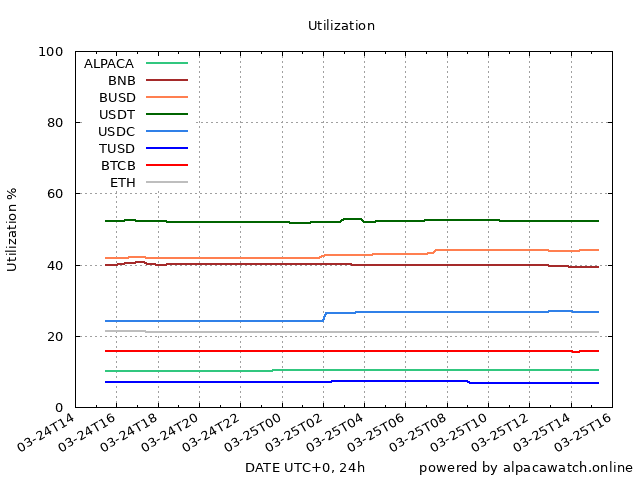 Utilization
100
80
60
40
20
0
Utilization %
ALPACA
BNB
BUSD
USDT
USDC
TUSD
BTCB
ETH
03-24T14
03-24T16
03-24T18
03-24T20
03-24T22
03-25T00
03-25T02
03-25T04
03-25T06
03-25T08
03-25T10
03-25T12
03-25T14
03-25T16
DATE UTC+0, 24h
powered by alpacawatch.online